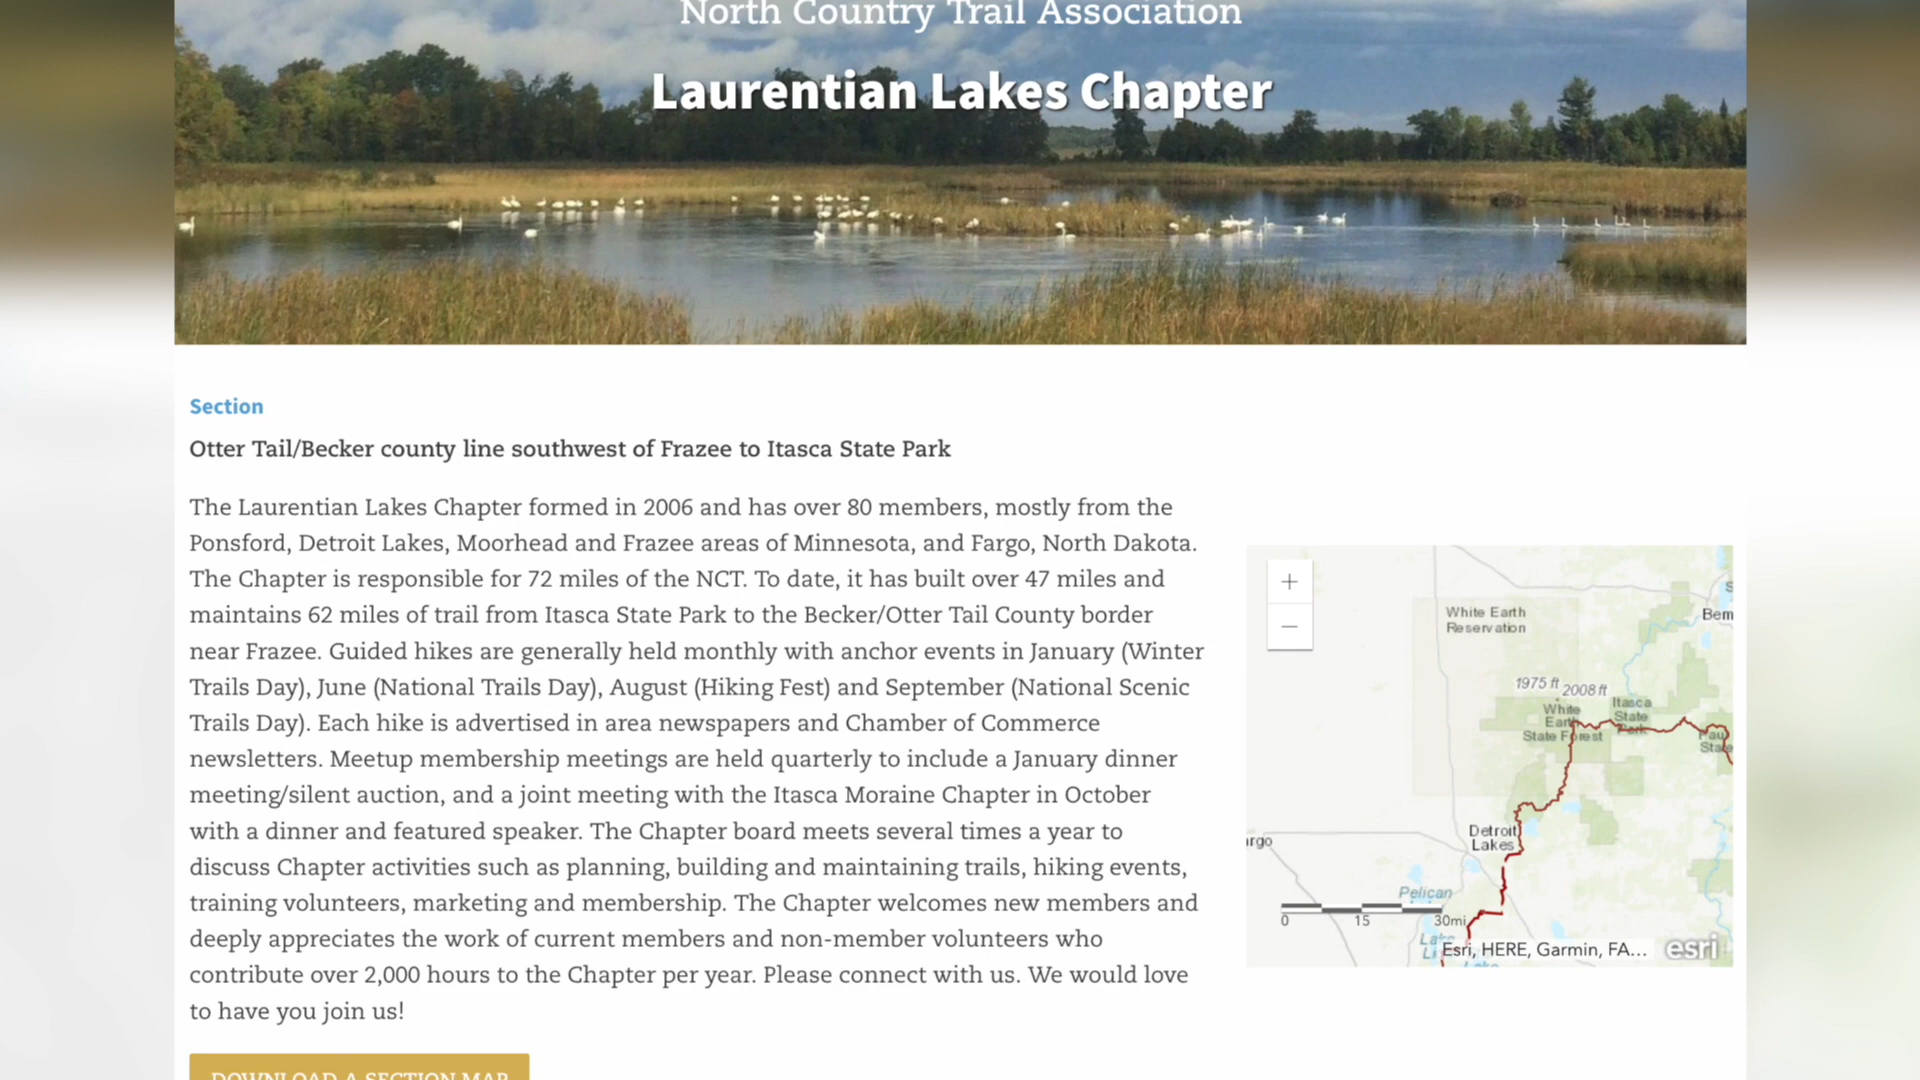 North Country Trail Association
Laurentian Lakes Chapter
Section
Otter Tail/Becker county line southwest of Frazee to Itasca State Park
The Laurentian Lakes Chapter formed in 2006 and has over 80 members, mostly from the
Ponsford, Detroit Lakes, Moorhead and Frazee areas of Minnesota, and Fargo, North Dakota.
The Chapter is responsible for 72 miles of the NCT. To date, it has built over 47 miles and
maintains 62 miles of trail from Itasca State Park to the Becker/Otter Tail County border
near Frazee. Guided hikes are generally held monthly with anchor events in January (Winter
Trails Day), June (National Trails Day), August (Hiking Fest) and September (National Scenic
Trails Day). Each hike is advertised in area newspapers and Chamber of Commerce
newsletters. Meetup membership meetings are held quarterly to include a January dinner
meeting/silent auction, and a joint meeting with the Itasca Moraine Chapter in October
with a dinner and featured speaker. The Chapter board meets several times a year to
discuss Chapter activities such as planning, building and maintaining trails, hiking events,
training volunteers, marketing and membership. The Chapter welcomes new members and
deeply appreciates the work of current members and non-member volunteers who
contribute over 2,000 hours to the Chapter per year. Please connect with us. We would love
to have you join us!
DOWNLOAD A SECTION MAP
+
−
White Earth
Reservation
Bem
1975 ft 2008 ft
White
Earth
State Forest
Itasca
State
Park
Pau
State
Detroit
Lakes
argo
Pelican
0 15 30mi
Esri, HERE, Garmin, FA...
esri